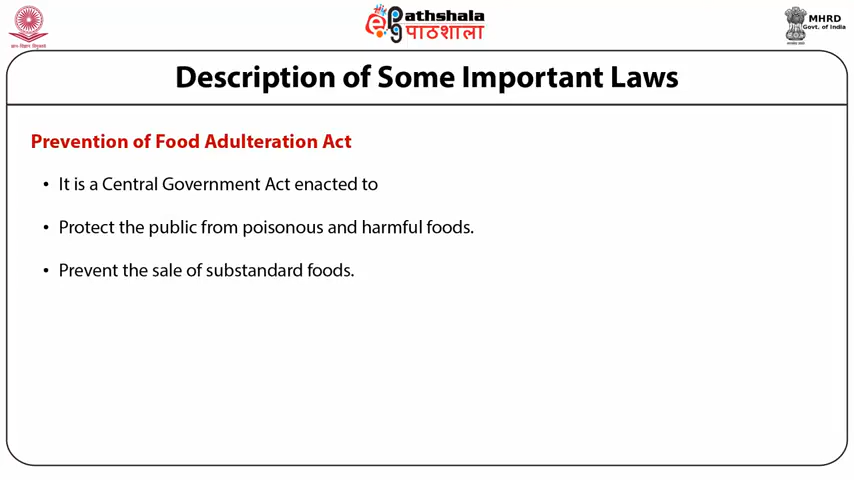 ePathshala
पाठशाला
MHRD
Govt. of India
Description of Some Important Laws
Prevention of Food Adulteration Act
• It is a Central Government Act enacted to
• Protect the public from poisonous and harmful foods.
• Prevent the sale of substandard foods.